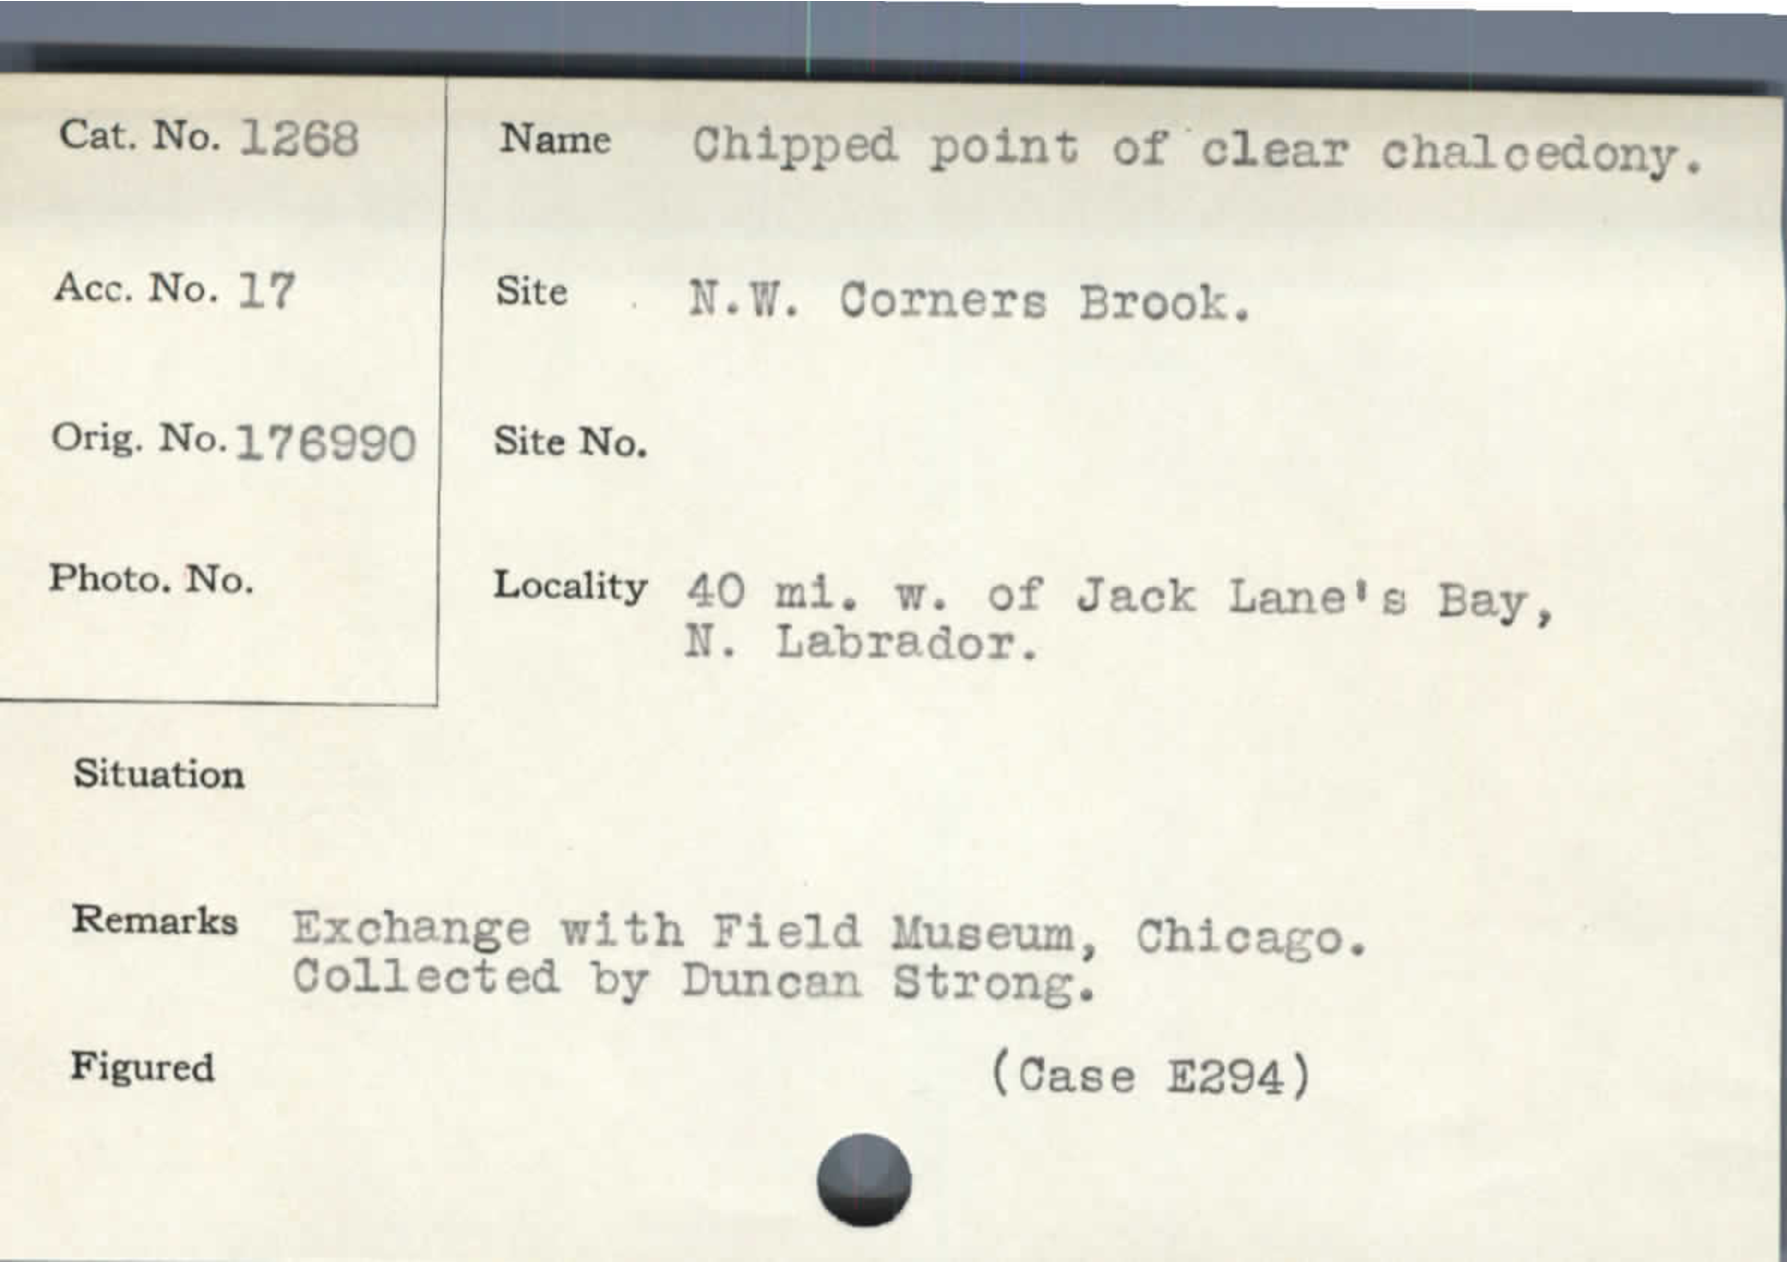 Cat. No. 1268
Name Chipped point of clear chalcedony.
Acc. No. 17
Site N.W. Corners Brook.
Orig. No. 176990
Site No.
Photo. No.
Locality 40 mi. w. of Jack Lane's Bay,
N. Labrador.
Situation
Remarks Exchange with Field Museum, Chicago.
Collected by Duncan Strong.
Figured
(Case E294)